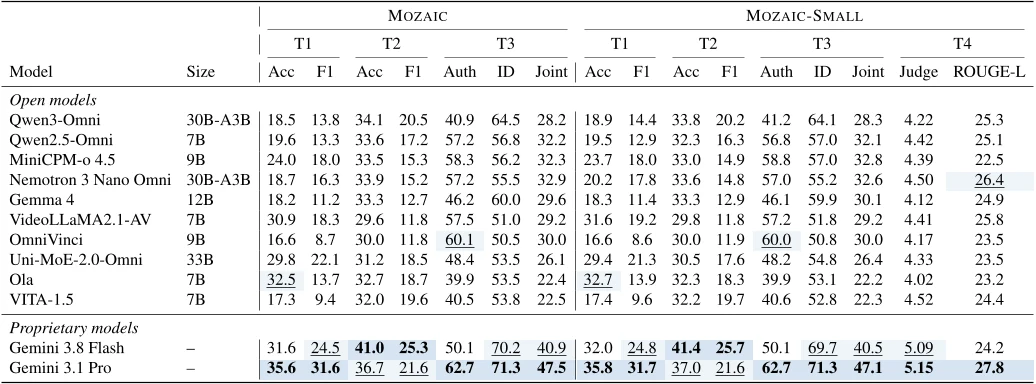 MOZAIC MOZAIC-SMALL
T1 T2 T3 T1 T2 T3 T4
Model Size Acc F1 Acc F1 Auth ID Joint Acc F1 Acc F1 Auth ID Joint Judge ROUGE-L
Open models
Qwen3-Omni 30B-A3B 18.5 13.8 34.1 20.5 40.9 64.5 28.2 18.9 14.4 33.8 20.2 41.2 64.1 28.3 4.22 25.3
Qwen2.5-Omni 7B 19.6 13.3 33.6 17.2 57.2 56.8 32.2 19.5 12.9 32.3 16.3 56.8 57.0 32.1 4.42 25.1
MiniCPM-o 4.5 9B 24.0 18.0 33.5 15.3 58.3 56.2 32.3 23.7 18.0 33.0 14.9 58.8 57.0 32.8 4.39 22.5
Nemotron 3 Nano Omni 30B-A3B 18.7 16.3 33.9 15.2 57.2 55.5 32.9 20.2 17.8 33.6 14.8 57.0 55.2 32.6 4.50 26.4
Gemma 4 12B 18.2 11.2 33.3 12.7 46.2 60.0 29.6 18.3 11.4 33.3 12.9 46.1 59.9 30.1 4.12 24.9
VideoLLaMA2.1-AV 7B 30.9 18.3 29.6 11.8 57.5 51.0 29.2 31.6 19.2 29.8 11.8 57.2 51.8 29.2 4.41 25.8
OmniVinci 9B 16.6 8.7 30.0 11.8 60.1 50.5 30.0 16.6 8.6 30.0 11.9 60.0 50.8 30.0 4.17 23.5
Uni-MoE-2.0-Omni 33B 29.8 22.1 31.2 18.5 48.4 53.5 26.1 29.4 21.3 30.5 17.6 48.2 54.8 26.4 4.33 23.5
Ola 7B 32.5 13.7 32.7 18.7 39.9 53.5 22.4 32.7 13.9 32.3 18.3 39.9 53.1 22.2 4.02 23.2
VITA-1.5 7B 17.3 9.4 32.0 19.6 40.5 53.8 22.5 17.4 9.6 32.2 19.7 40.6 52.8 22.3 4.52 24.4
Proprietary models
Gemini 3.8 Flash – 31.6 24.5 41.0 25.3 50.1 70.2 40.9 32.0 24.8 41.4 25.7 50.1 69.7 40.5 5.09 24.2
Gemini 3.1 Pro – 35.6 31.6 36.7 21.6 62.7 71.3 47.5 35.8 31.7 37.0 21.6 62.7 71.3 47.1 5.15 27.8